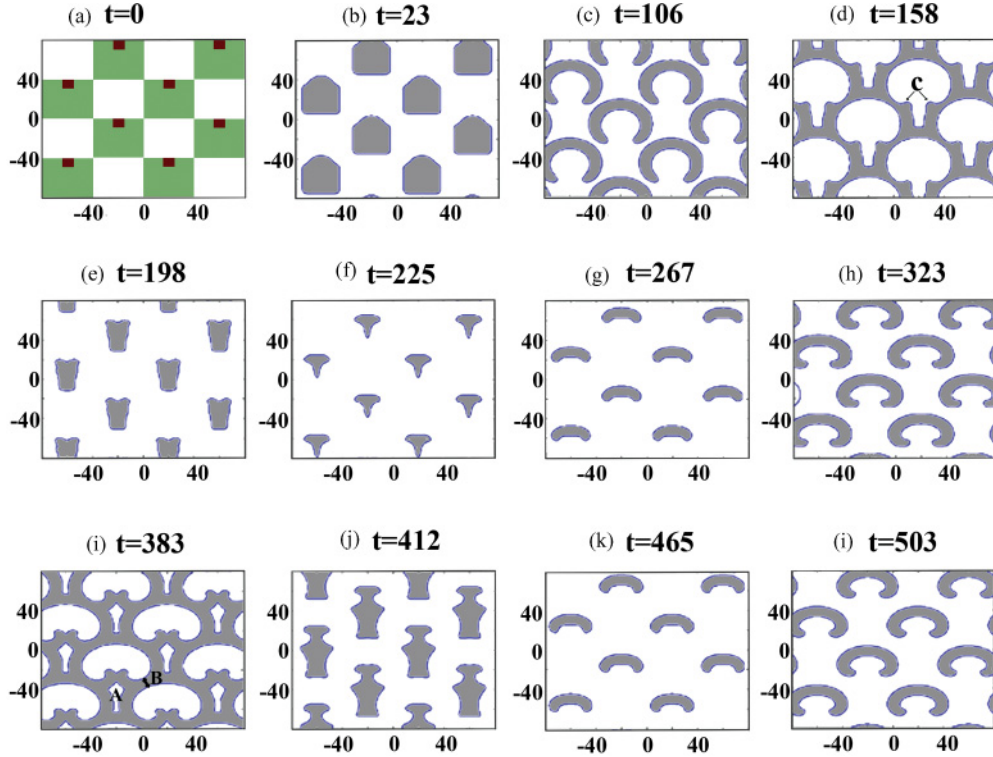 (a) t=0
(b) t=23
(c) t=106
(d) t=158
40
0
-40
-40 0 40
40
0
-40
-40 0 40
40
0
-40
-40 0 40
c
40
0
-40
-40 0 40
(e) t=198
(f) t=225
(g) t=267
(h) t=323
40
0
-40
-40 0 40
40
0
-40
-40 0 40
40
0
-40
-40 0 40
40
0
-40
-40 0 40
(i) t=383
(j) t=412
(k) t=465
(i) t=503
40
0
-40
A
B
-40 0 40
40
0
-40
-40 0 40
40
0
-40
-40 0 40
40
0
-40
-40 0 40